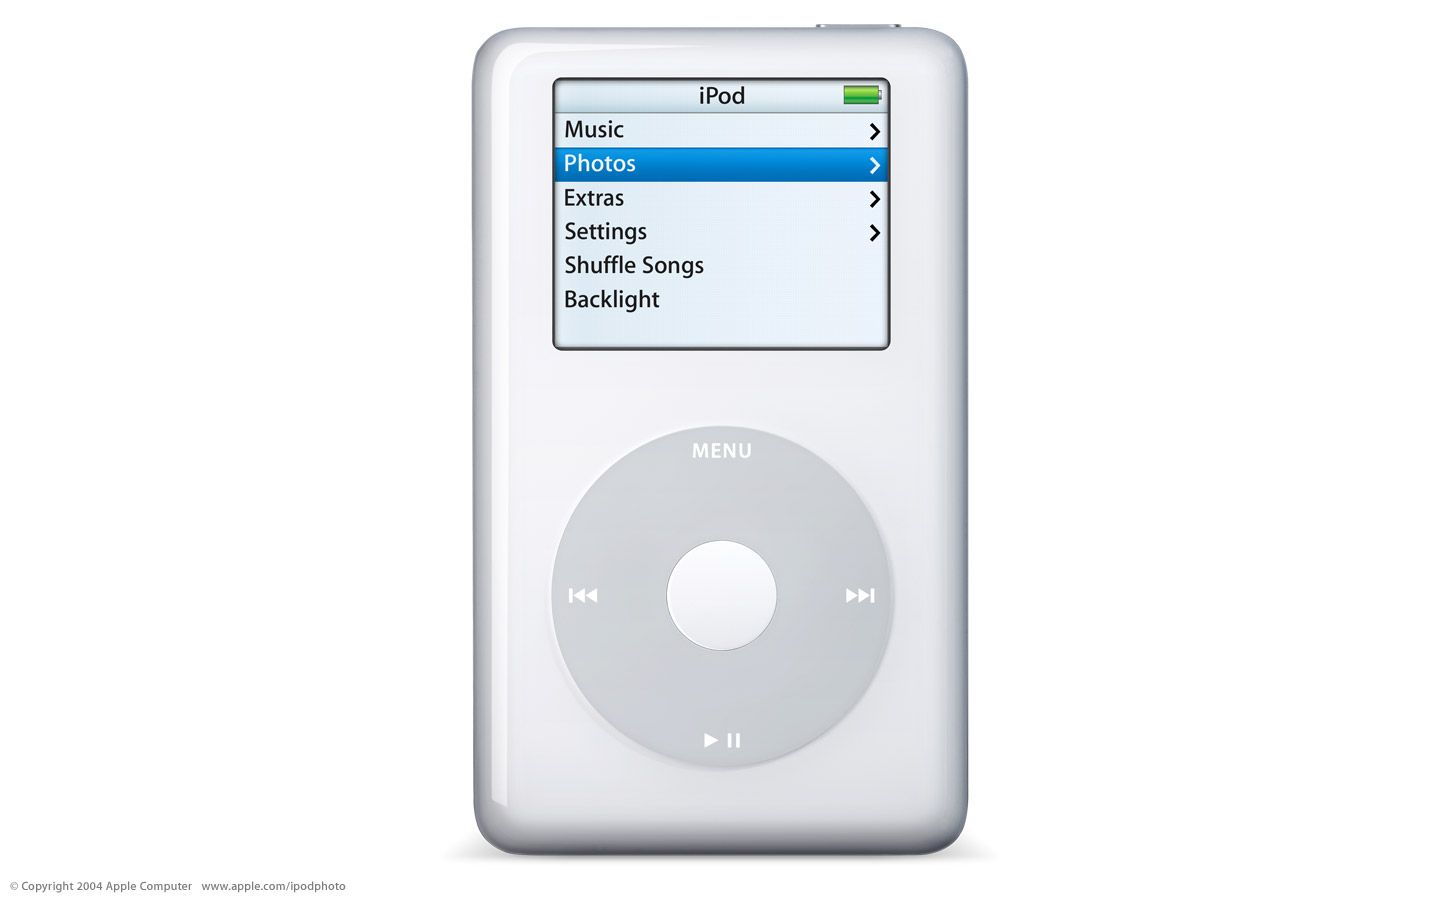 iPod
Music
Photos
Extras
Settings
Shuffle Songs
Backlight
MENU
© Copyright 2004 Apple Computer www.apple.com/ipodphoto